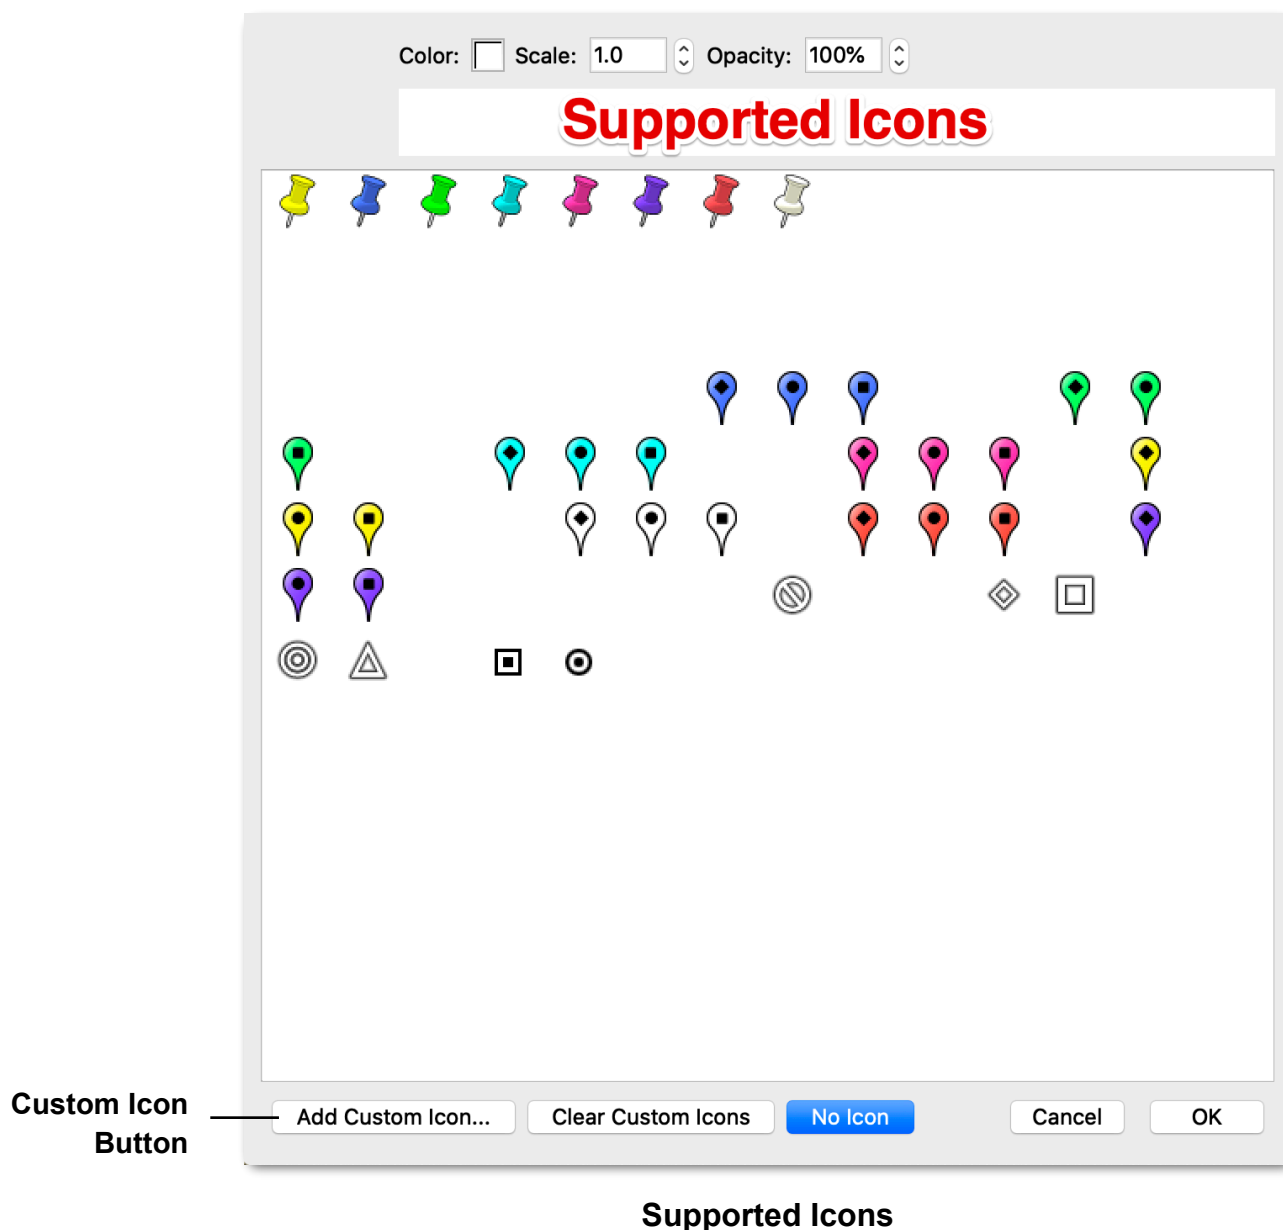 Color: Scale: 1.0 Opacity: 100%
Supported Icons
Custom Icon
Button
Add Custom Icon... Clear Custom Icons No Icon Cancel OK
Supported Icons